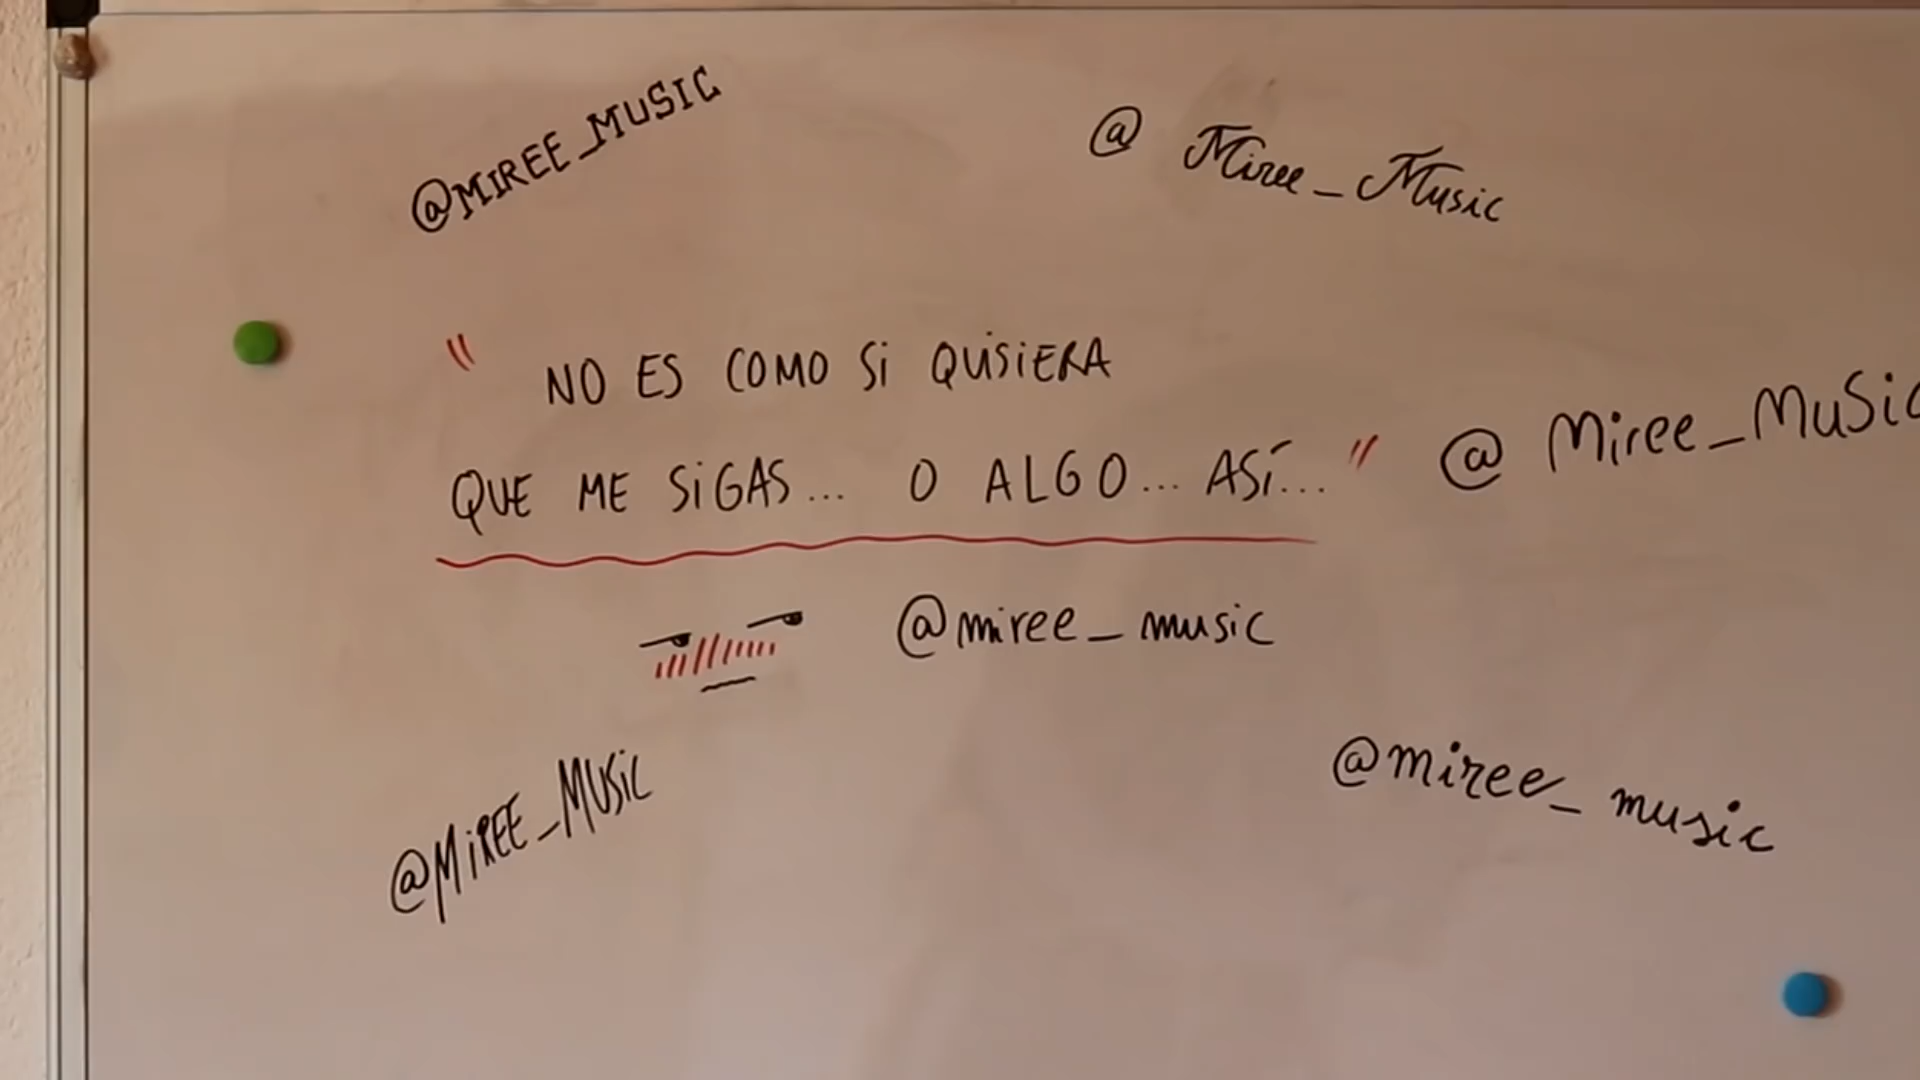 @MIREE_MUSIC
@ Miree_Music
" NO ES COMO Si QUiSiERA
QUE ME SiGAS... O ALGO... ASÍ... "
@ Miree_MuSic
@miree_music
@MiREE_MUSiC
@miree_music